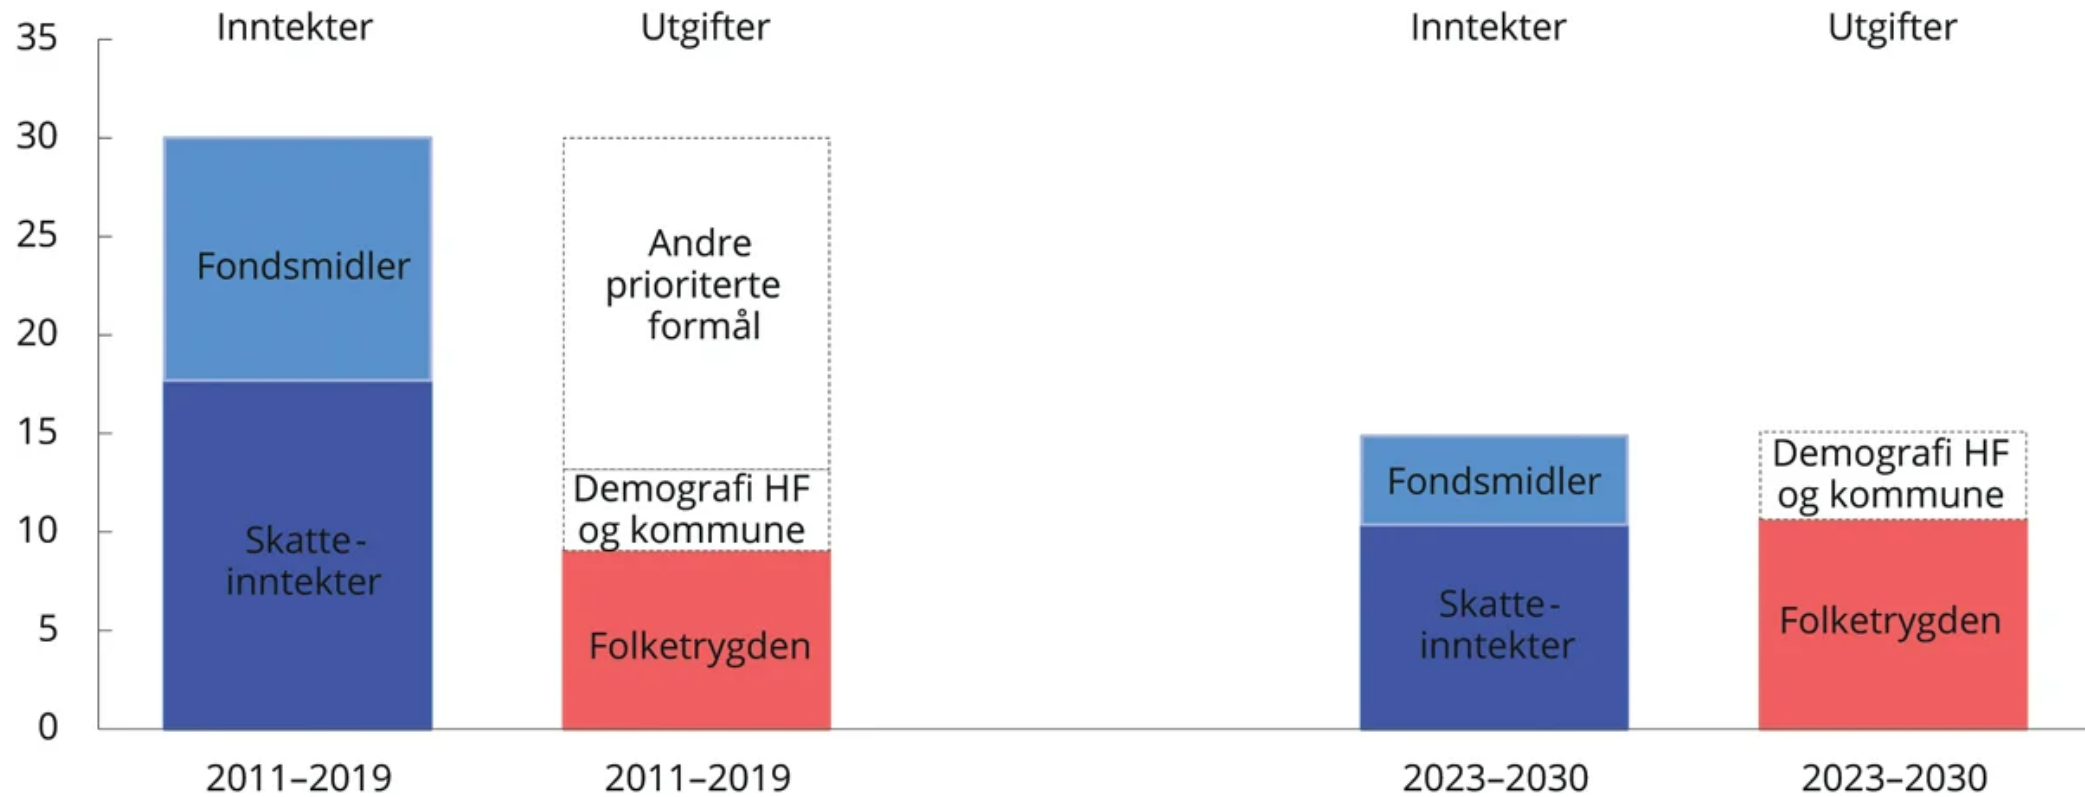 Inntekter
Utgifter
Inntekter
Utgifter
35
30
25
20
15
10
5
0
Fondsmidler
Skatte-
inntekter
Andre
prioriterte
formål
Demografi HF
og kommune
Folketrygden
Fondsmidler
Skatte-
inntekter
Demografi HF
og kommune
Folketrygden
2011–2019
2011–2019
2023–2030
2023–2030